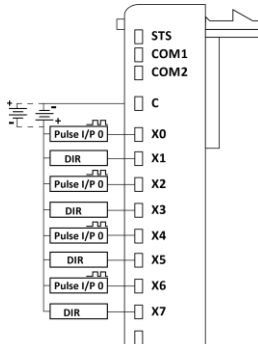 STS
COM1
COM2
C
Pulse I/P 0 X0
DIR X1
Pulse I/P 0 X2
DIR X3
Pulse I/P 0 X4
DIR X5
Pulse I/P 0 X6
DIR X7